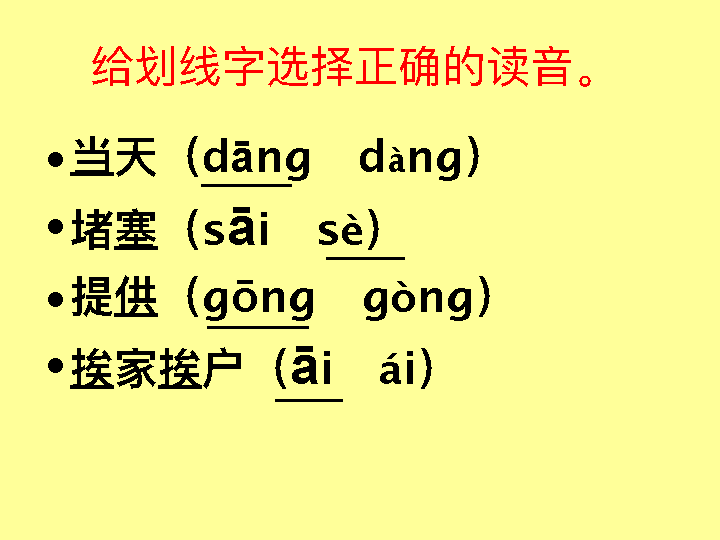 给划线字选择正确的读音。
•当天（dāng dàng）
•堵塞（sāi sè）
•提供（gōng gòng）
•挨家挨户（āi ái）